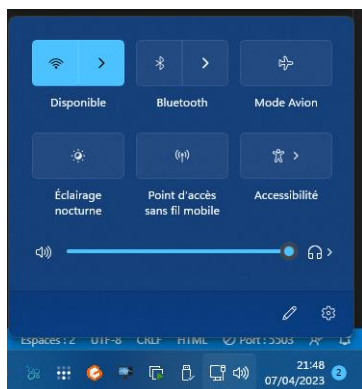 Disponible
Bluetooth
Mode Avion
Éclairage nocturne
Point d'accès sans fil mobile
Accessibilité
Espaces : 2 UTF-8 CRLF HTML Port : 5503
21:48
07/04/2023
2